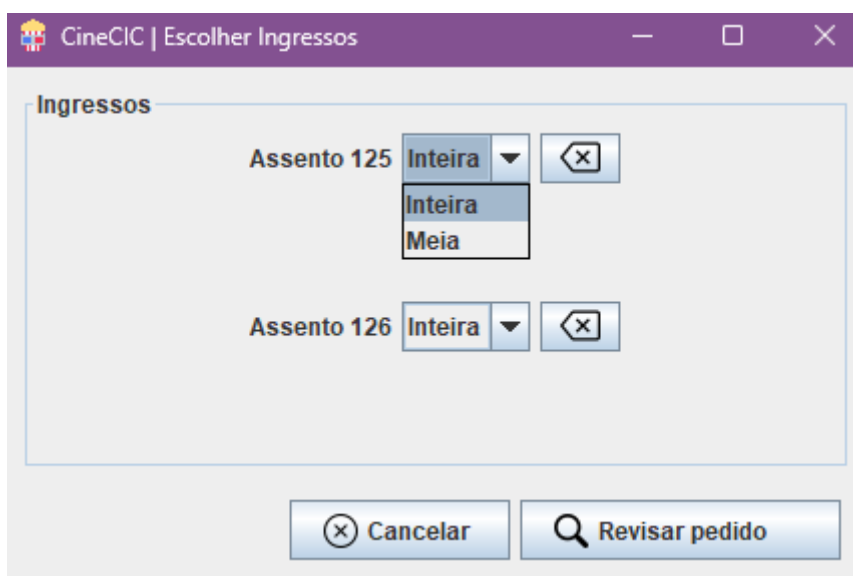 CineCIC | Escolher Ingressos
Ingressos
Assento 125 Inteira
Inteira
Meia
Assento 126 Inteira
Cancelar Revisar pedido